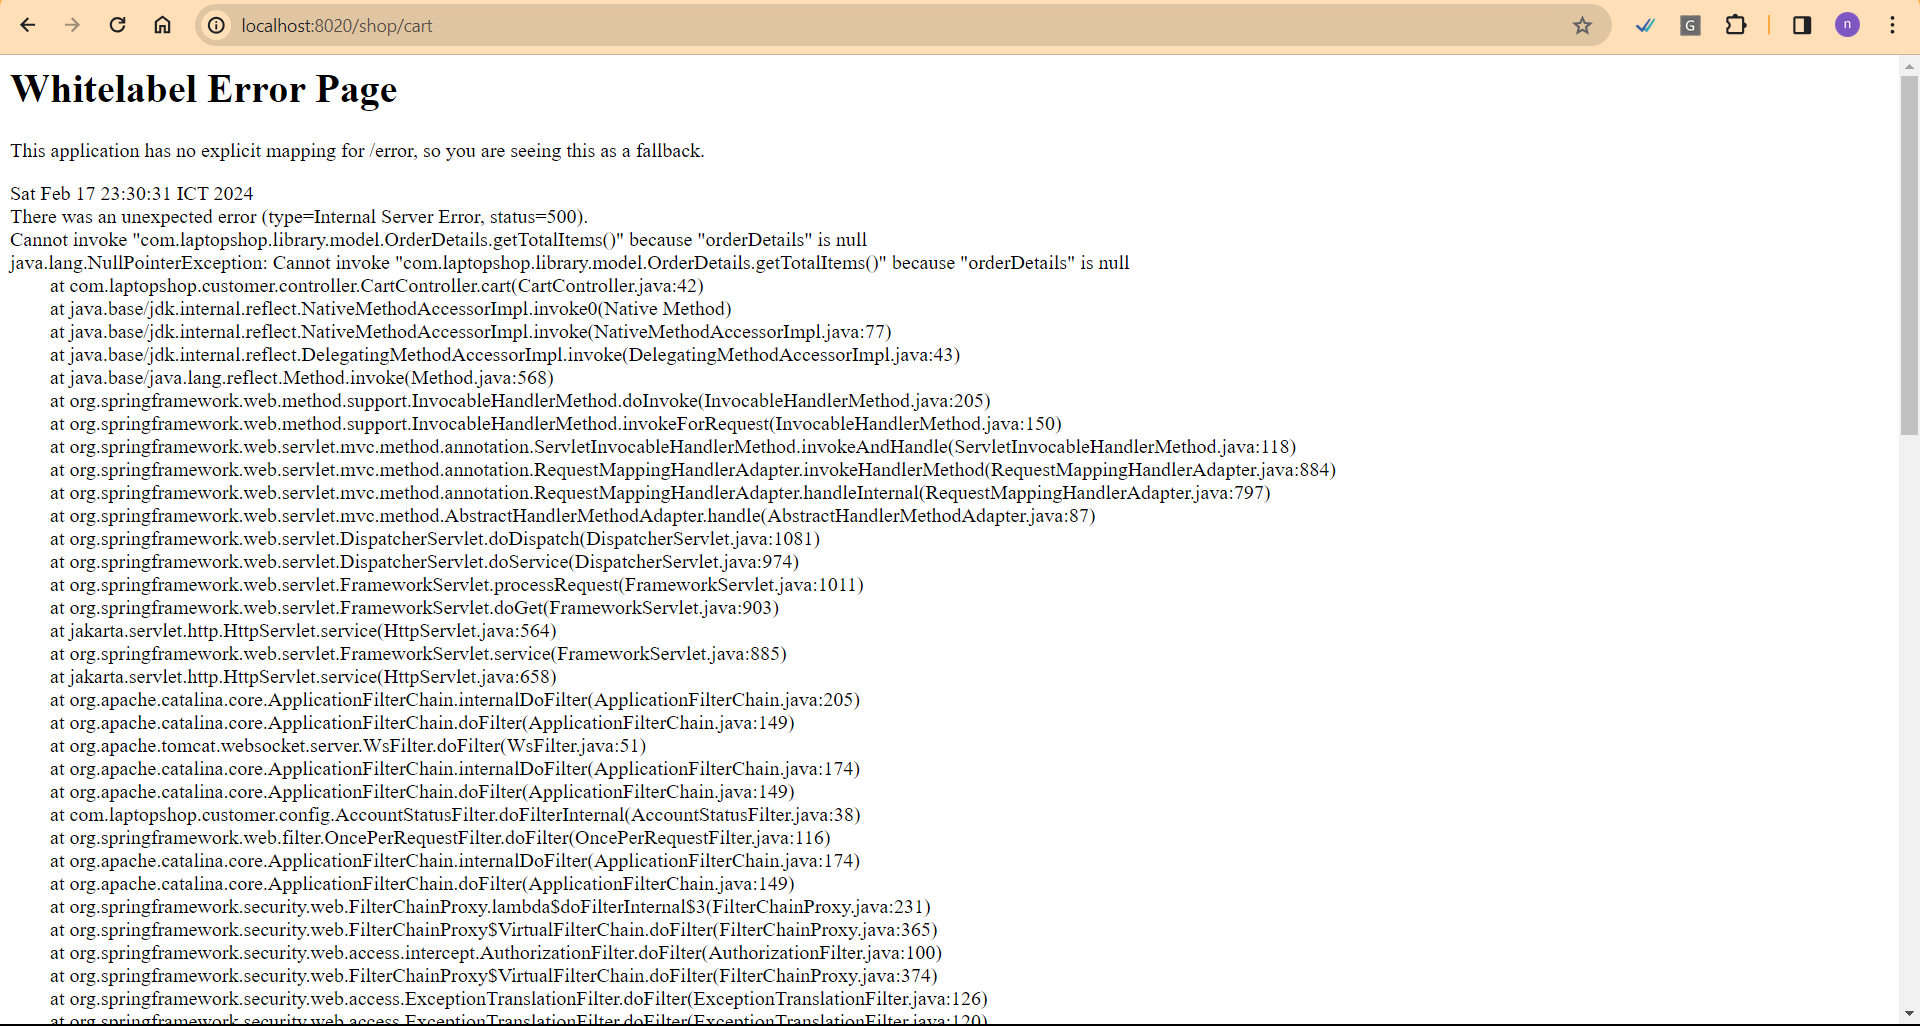 localhost:8020/shop/cart
G
n
Whitelabel Error Page
This application has no explicit mapping for /error, so you are seeing this as a fallback.
Sat Feb 17 23:30:31 ICT 2024
There was an unexpected error (type=Internal Server Error, status=500).
Cannot invoke "com.laptopshop.library.model.OrderDetails.getTotalItems()" because "orderDetails" is null
java.lang.NullPointerException: Cannot invoke "com.laptopshop.library.model.OrderDetails.getTotalItems()" because "orderDetails" is null
at com.laptopshop.customer.controller.CartController.cart(CartController.java:42)
at java.base/jdk.internal.reflect.NativeMethodAccessorImpl.invoke0(Native Method)
at java.base/jdk.internal.reflect.NativeMethodAccessorImpl.invoke(NativeMethodAccessorImpl.java:77)
at java.base/jdk.internal.reflect.DelegatingMethodAccessorImpl.invoke(DelegatingMethodAccessorImpl.java:43)
at java.base/java.lang.reflect.Method.invoke(Method.java:568)
at org.springframework.web.method.support.InvocableHandlerMethod.doInvoke(InvocableHandlerMethod.java:205)
at org.springframework.web.method.support.InvocableHandlerMethod.invokeForRequest(InvocableHandlerMethod.java:150)
at org.springframework.web.servlet.mvc.method.annotation.ServletInvocableHandlerMethod.invokeAndHandle(ServletInvocableHandlerMethod.java:118)
at org.springframework.web.servlet.mvc.method.annotation.RequestMappingHandlerAdapter.invokeHandlerMethod(RequestMappingHandlerAdapter.java:884)
at org.springframework.web.servlet.mvc.method.annotation.RequestMappingHandlerAdapter.handleInternal(RequestMappingHandlerAdapter.java:797)
at org.springframework.web.servlet.mvc.method.AbstractHandlerMethodAdapter.handle(AbstractHandlerMethodAdapter.java:87)
at org.springframework.web.servlet.DispatcherServlet.doDispatch(DispatcherServlet.java:1081)
at org.springframework.web.servlet.DispatcherServlet.doService(DispatcherServlet.java:974)
at org.springframework.web.servlet.FrameworkServlet.processRequest(FrameworkServlet.java:1011)
at org.springframework.web.servlet.FrameworkServlet.doGet(FrameworkServlet.java:903)
at jakarta.servlet.http.HttpServlet.service(HttpServlet.java:564)
at org.springframework.web.servlet.FrameworkServlet.service(FrameworkServlet.java:885)
at jakarta.servlet.http.HttpServlet.service(HttpServlet.java:658)
at org.apache.catalina.core.ApplicationFilterChain.internalDoFilter(ApplicationFilterChain.java:205)
at org.apache.catalina.core.ApplicationFilterChain.doFilter(ApplicationFilterChain.java:149)
at org.apache.tomcat.websocket.server.WsFilter.doFilter(WsFilter.java:51)
at org.apache.catalina.core.ApplicationFilterChain.internalDoFilter(ApplicationFilterChain.java:174)
at org.apache.catalina.core.ApplicationFilterChain.doFilter(ApplicationFilterChain.java:149)
at com.laptopshop.customer.config.AccountStatusFilter.doFilterInternal(AccountStatusFilter.java:38)
at org.springframework.web.filter.OncePerRequestFilter.doFilter(OncePerRequestFilter.java:116)
at org.apache.catalina.core.ApplicationFilterChain.internalDoFilter(ApplicationFilterChain.java:174)
at org.apache.catalina.core.ApplicationFilterChain.doFilter(ApplicationFilterChain.java:149)
at org.springframework.security.web.FilterChainProxy.lambda$doFilterInternal$3(FilterChainProxy.java:231)
at org.springframework.security.web.FilterChainProxy$VirtualFilterChain.doFilter(FilterChainProxy.java:365)
at org.springframework.security.web.access.intercept.AuthorizationFilter.doFilter(AuthorizationFilter.java:100)
at org.springframework.security.web.FilterChainProxy$VirtualFilterChain.doFilter(FilterChainProxy.java:374)
at org.springframework.security.web.access.ExceptionTranslationFilter.doFilter(ExceptionTranslationFilter.java:126)
at org.springframework.security.web.access.ExceptionTranslationFilter.doFilter(ExceptionTranslationFilter.java:120)